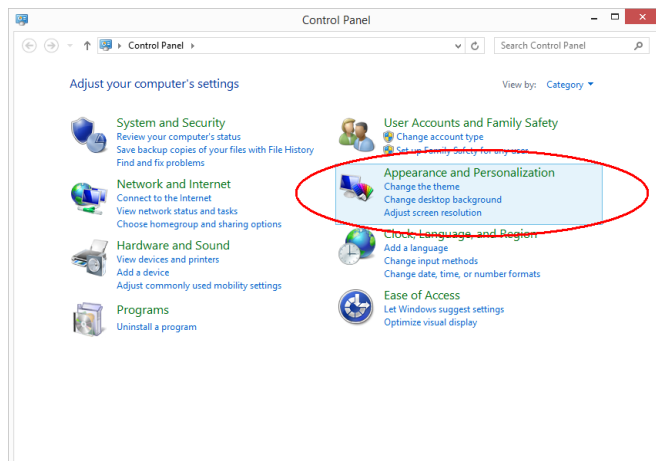 Control Panel
Control Panel
Search Control Panel
Adjust your computer's settings
View by: Category
System and Security
Review your computer's status
Save backup copies of your files with File History
Find and fix problems
Network and Internet
Connect to the Internet
View network status and tasks
Choose homegroup and sharing options
Hardware and Sound
View devices and printers
Add a device
Adjust commonly used mobility settings
Programs
Uninstall a program
User Accounts and Family Safety
Change account type
Set up Family Safety for any user
Appearance and Personalization
Change the theme
Change desktop background
Adjust screen resolution
Clock, Language, and Region
Add a language
Change input methods
Change date, time, or number formats
Ease of Access
Let Windows suggest settings
Optimize visual display